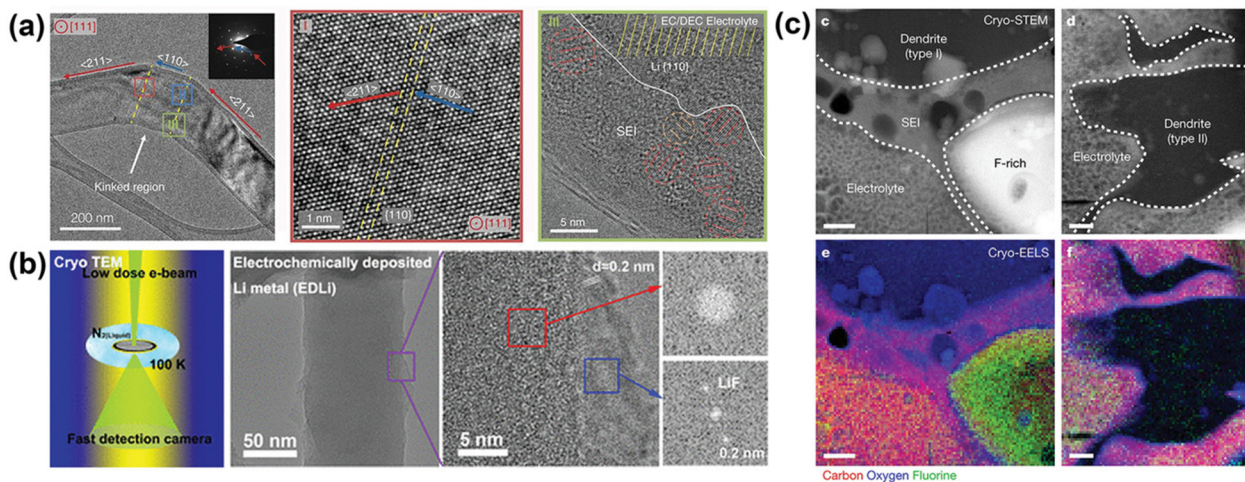 (a)
[111]
<211>
<110>
<211>
Kinked region
200 nm
I
<211>
<110>
{110}
1 nm
[111]
EC/DEC Electrolyte
Li {110}
SEI
5 nm
(b)
Cryo TEM
Low dose e-beam
N2(Liquid)
100 K
Fast detection camera
Electrochemically deposited
Li metal (EDLi)
50 nm
d=0.2 nm
5 nm
LiF
0.2 nm
(c)
c
Cryo-STEM
Dendrite
(type I)
SEI
F-rich
Electrolyte
d
Dendrite
(type II)
Electrolyte
e
Cryo-EELS
f
Carbon Oxygen Fluorine